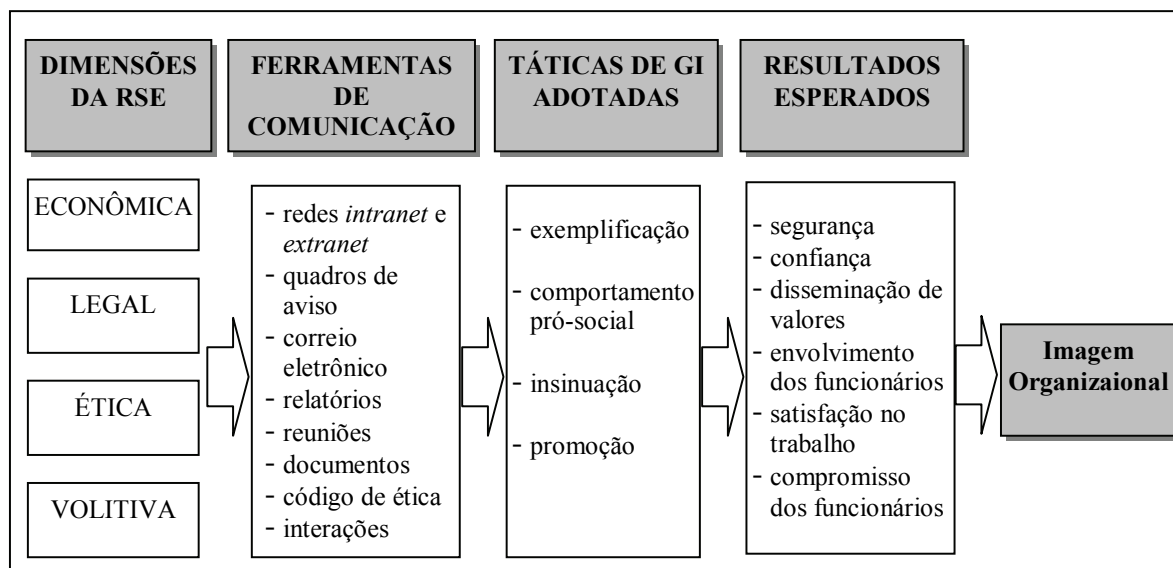 DIMENSÕES
DA RSE
FERRAMENTAS
DE
COMUNICAÇÃO
TÁTICAS DE GI
ADOTADAS
RESULTADOS
ESPERADOS
ECONÔMICA
LEGAL
ÉTICA
VOLITIVA
- redes intranet e
extranet
- quadros de
aviso
- correio
eletrônico
- relatórios
- reuniões
- documentos
- código de ética
- interações
- exemplificação
- comportamento
pró-social
- insinuação
- promoção
- segurança
- confiança
- disseminação de
valores
- envolvimento
dos funcionários
- satisfação no
trabalho
- compromisso
dos funcionários
Imagem
Organizaional